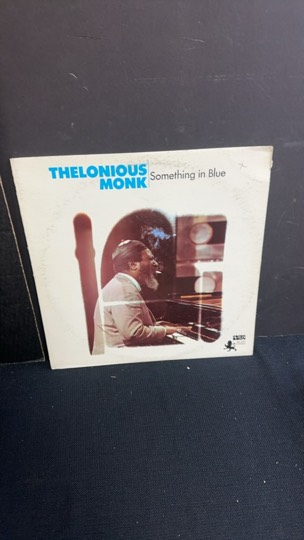 THELONIOUS
MONK
Something in Blue